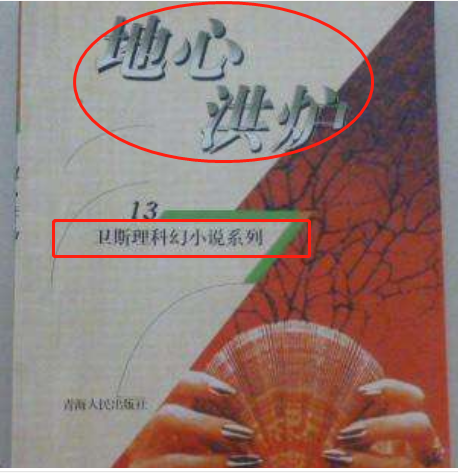 地心
洪炉
13
卫斯理科幻小说系列
青海人民出版社